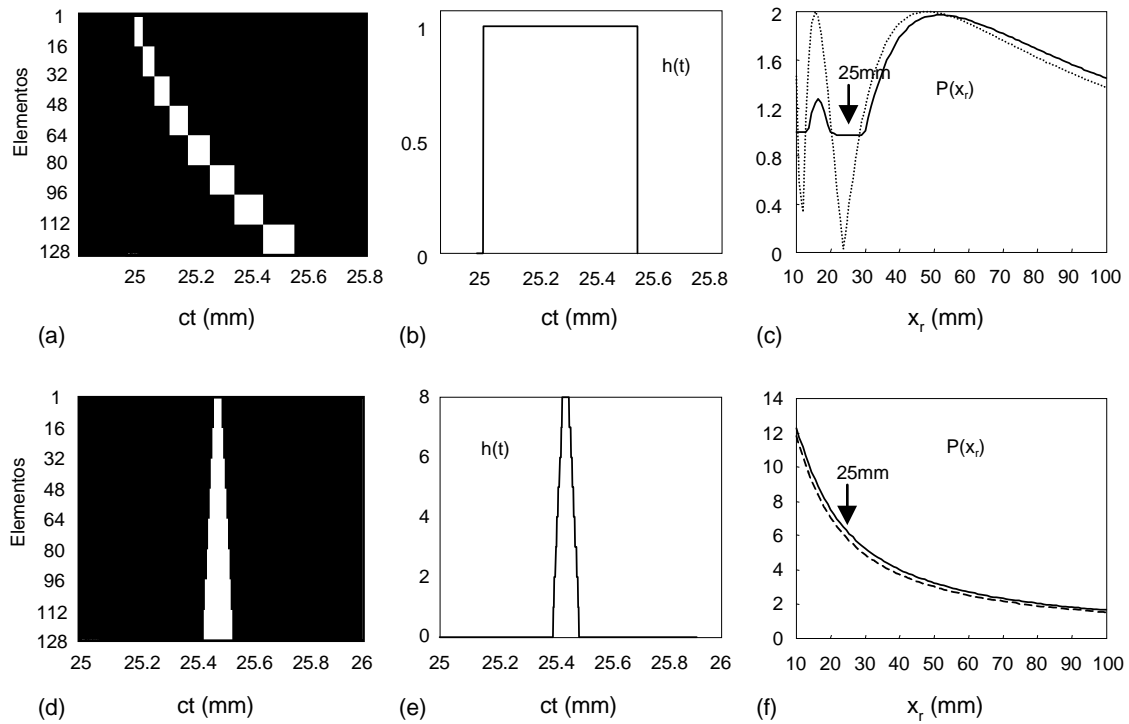 Elementos
1
16
32
48
64
80
96
112
128
25 25.2 25.4 25.6 25.8
ct (mm)
(a)
1
0.5
0
h(t)
25 25.2 25.4 25.6 25.8
ct (mm)
(b)
2
1.6
1.2
0.8
0.4
0
25mm
P(xr)
10 20 30 40 50 60 70 80 90 100
xr (mm)
(c)
Elementos
1
16
32
48
64
80
96
112
128
25 25.2 25.4 25.6 25.8 26
ct (mm)
(d)
8
6
4
2
0
h(t)
25 25.2 25.4 25.6 25.8 26
ct (mm)
(e)
14
12
10
8
6
4
2
0
25mm
P(xr)
10 20 30 40 50 60 70 80 90 100
xr (mm)
(f)